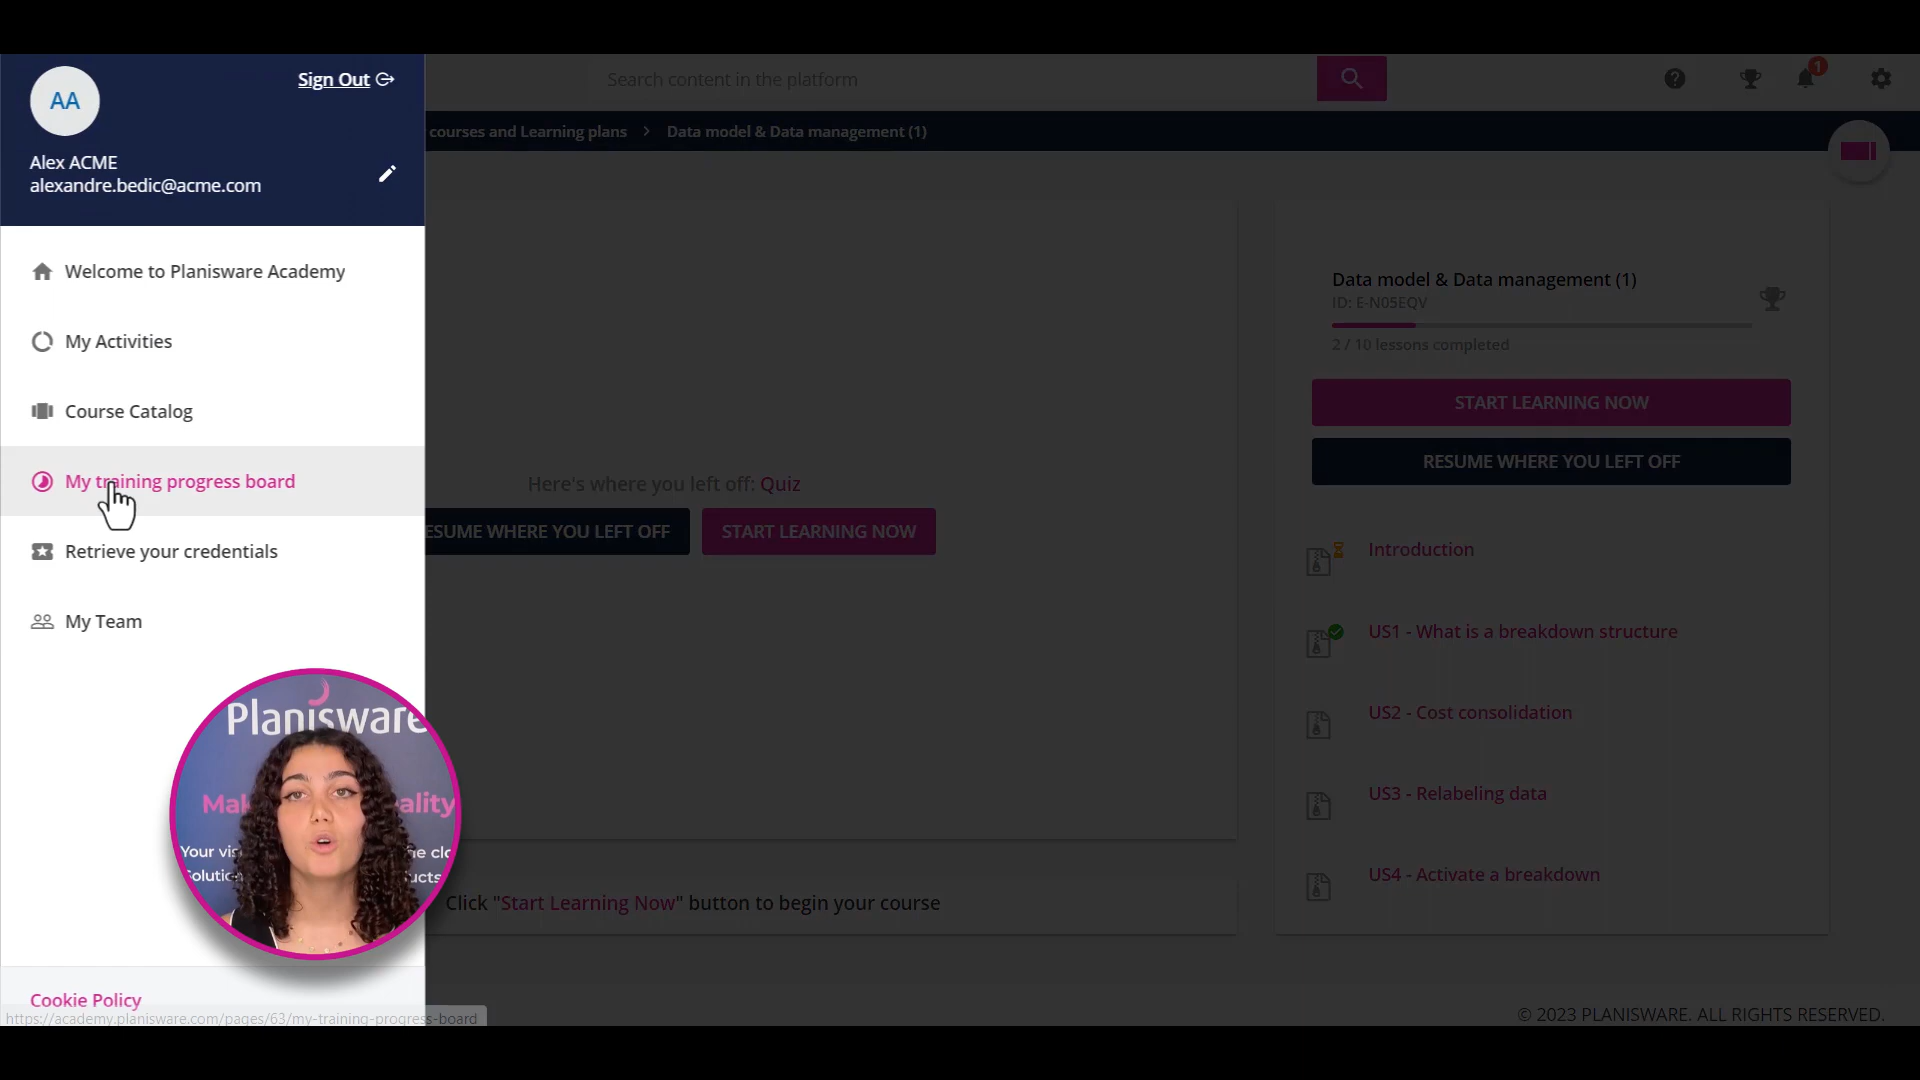 AA
Sign Out
Alex ACME
alexandre.bedic@acme.com
Welcome to Planisware Academy
My Activities
Course Catalog
My training progress board
Retrieve your credentials
My Team
Planisware
Your
Cookie Policy
https://academy.planisware.com/pages/63/my-training-progress-board
Search content in the platform
1
courses and Learning plans > Data model & Data management (1)
Here's where you left off: Quiz
ESUME WHERE YOU LEFT OFF
START LEARNING NOW
Click "Start Learning Now" button to begin your course
Data model & Data management (1)
ID: E-N05EQV
2 / 10 lessons completed
START LEARNING NOW
RESUME WHERE YOU LEFT OFF
Introduction
US1 - What is a breakdown structure
US2 - Cost consolidation
US3 - Relabeling data
US4 - Activate a breakdown
© 2023 PLANISWARE. ALL RIGHTS RESERVED.